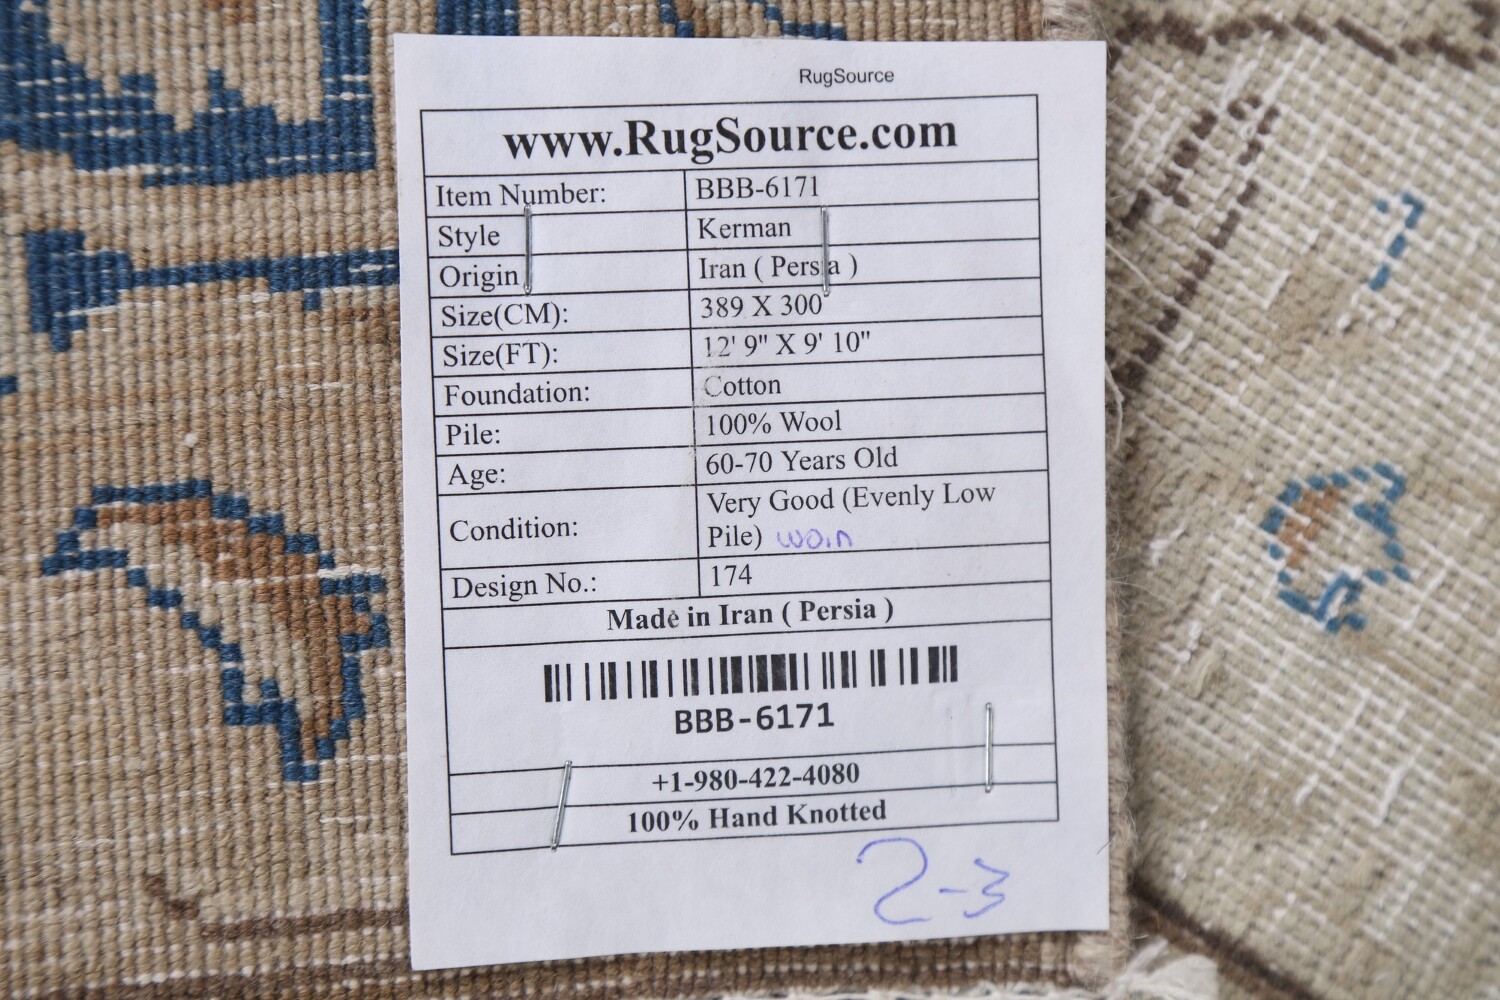 RugSource
www.RugSource.com
Item Number: BBB-6171
Style Kerman
Origin Iran ( Persia )
Size(CM): 389 X 300
Size(FT): 12' 9" X 9' 10"
Foundation: Cotton
Pile: 100% Wool
Age: 60-70 Years Old
Condition: Very Good (Evenly Low
Pile)
Design No.: 174
Made in Iran ( Persia )
BBB-6171
+1-980-422-4080
100% Hand Knotted
2-3